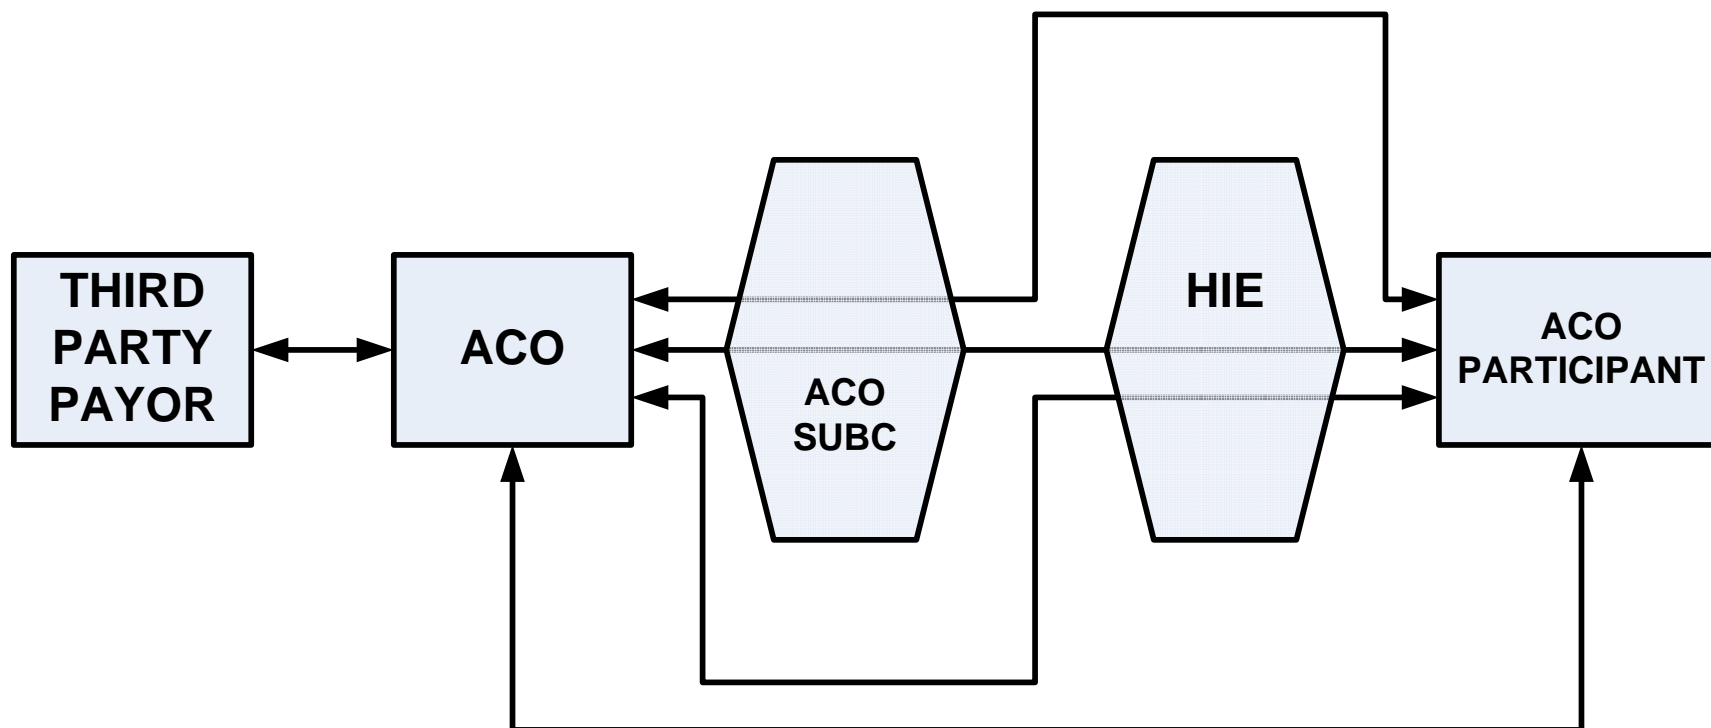 THIRD
PARTY
PAYOR
ACO
ACO
SUBC
HIE
ACO
PARTICIPANT